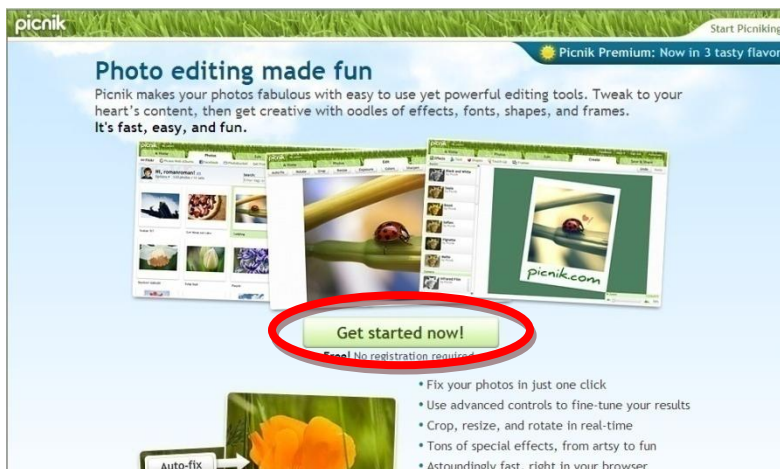 picnik
Start Picniking
Picnik Premium: Now in 3 tasty flavor
Photo editing made fun
Picnik makes your photos fabulous with easy to use yet powerful editing tools. Tweak to your
heart's content, then get creative with oodles of effects, fonts, shapes, and frames.
It's fast, easy, and fun.
Hi, romanroman!
picnik.com
Get started now!
Free! No registration required
• Fix your photos in just one click
• Use advanced controls to fine-tune your results
• Crop, resize, and rotate in real-time
• Tons of special effects, from artsy to fun
Auto-fix
• Astoundingly fast, right in your browser